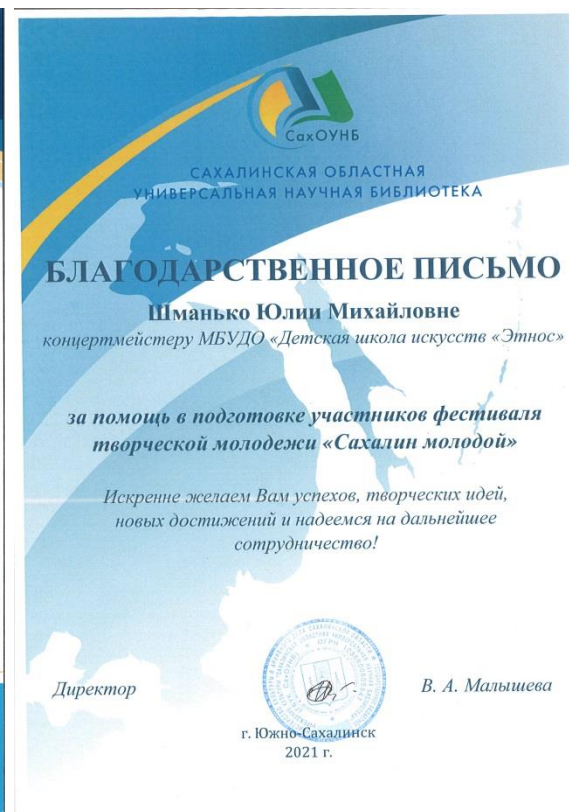 СахОУНБ
САХАЛИНСКАЯ ОБЛАСТНАЯ
УНИВЕРСАЛЬНАЯ НАУЧНАЯ БИБЛИОТЕКА
БЛАГОДАРСТВЕННОЕ ПИСЬМО
Шманько Юлии Михайловне
концертмейстеру МБУДО «Детская школа искусств «Этнос»
за помощь в подготовке участников фестиваля
творческой молодежи «Сахалин молодой»
Искренне желаем Вам успехов, творческих идей,
новых достижений и надеемся на дальнейшее
сотрудничество!
Директор
В. А. Малышева
г. Южно-Сахалинск
2021 г.